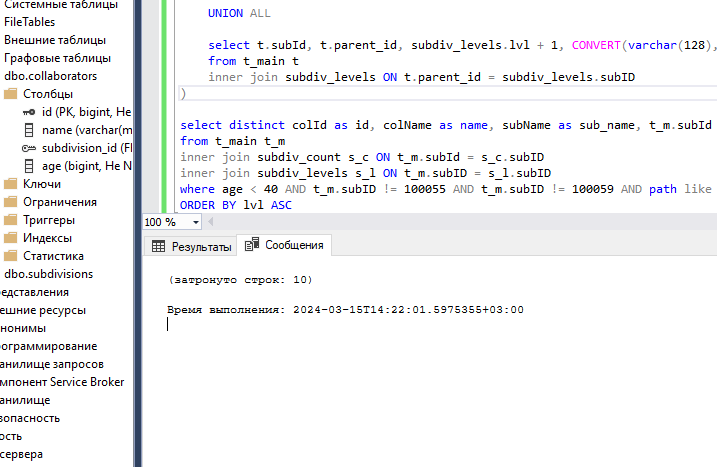 Системные таблицы
FileTables
Внешние таблицы
Графовые таблицы
dbo.collaborators
Столбцы
id (PK, bigint, Не
name (varchar(m
subdivision_id (FI
age (bigint, Не N
Ключи
Ограничения
Триггеры
Индексы
Статистика
dbo.subdivisions
едставления
ешние ресурсы
нонимы
ограммирование
анилище запросов
мпонент Service Broker
анилище
зопасность
ость
сервера
UNION ALL
select t.subId, t.parent_id, subdiv_levels.lvl + 1, CONVERT(varchar(128),
from t_main t
inner join subdiv_levels ON t.parent_id = subdiv_levels.subID
)
select distinct colId as id, colName as name, subName as sub_name, t_m.subId
from t_main t_m
inner join subdiv_count s_c ON t_m.subId = s_c.subID
inner join subdiv_levels s_l ON t_m.subID = s_l.subID
where age < 40 AND t_m.subID != 100055 AND t_m.subID != 100059 AND path like
ORDER BY lvl ASC
100 %
Результаты
Сообщения
(затронуто строк: 10)
Время выполнения: 2024-03-15T14:22:01.5975355+03:00